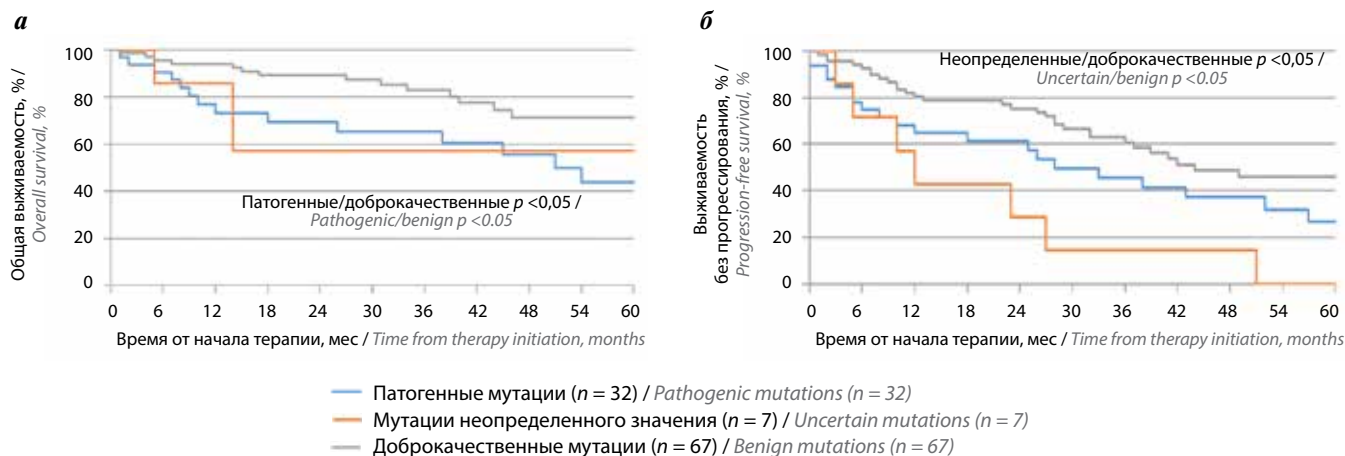 а
Общая выживаемость, % /
Overall survival, %
100
80
60
40
20
0
Патогенные/доброкачественные p <0,05 /
Pathogenic/benign p <0.05
0 6 12 18 24 30 36 42 48 54 60
Время от начала терапии, мес / Time from therapy initiation, months
б
Выживаемость
без прогрессирования, % /
Progression-free survival, %
100
80
60
40
20
0
Неопределенные/доброкачественные p <0,05 /
Uncertain/benign p <0.05
0 6 12 18 24 30 36 42 48 54 60
Время от начала терапии, мес / Time from therapy initiation, months
Патогенные мутации (n = 32) / Pathogenic mutations (n = 32)
Мутации неопределенного значения (n = 7) / Uncertain mutations (n = 7)
Доброкачественные мутации (n = 67) / Benign mutations (n = 67)